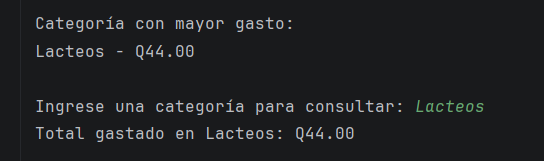 Categoría con mayor gasto:
Lacteos - Q44.00
Ingrese una categoría para consultar: Lacteos
Total gastado en Lacteos: Q44.00